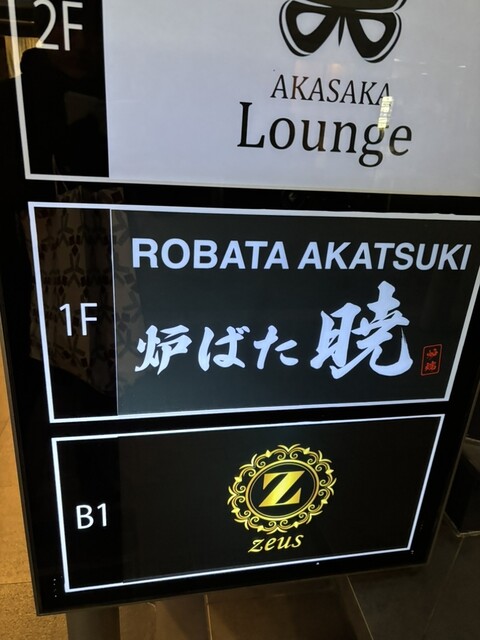 2F
AKASAKA
Lounge
ROBATA AKATSUKI
1F
炉ばた 暁
Z
B1
zeus